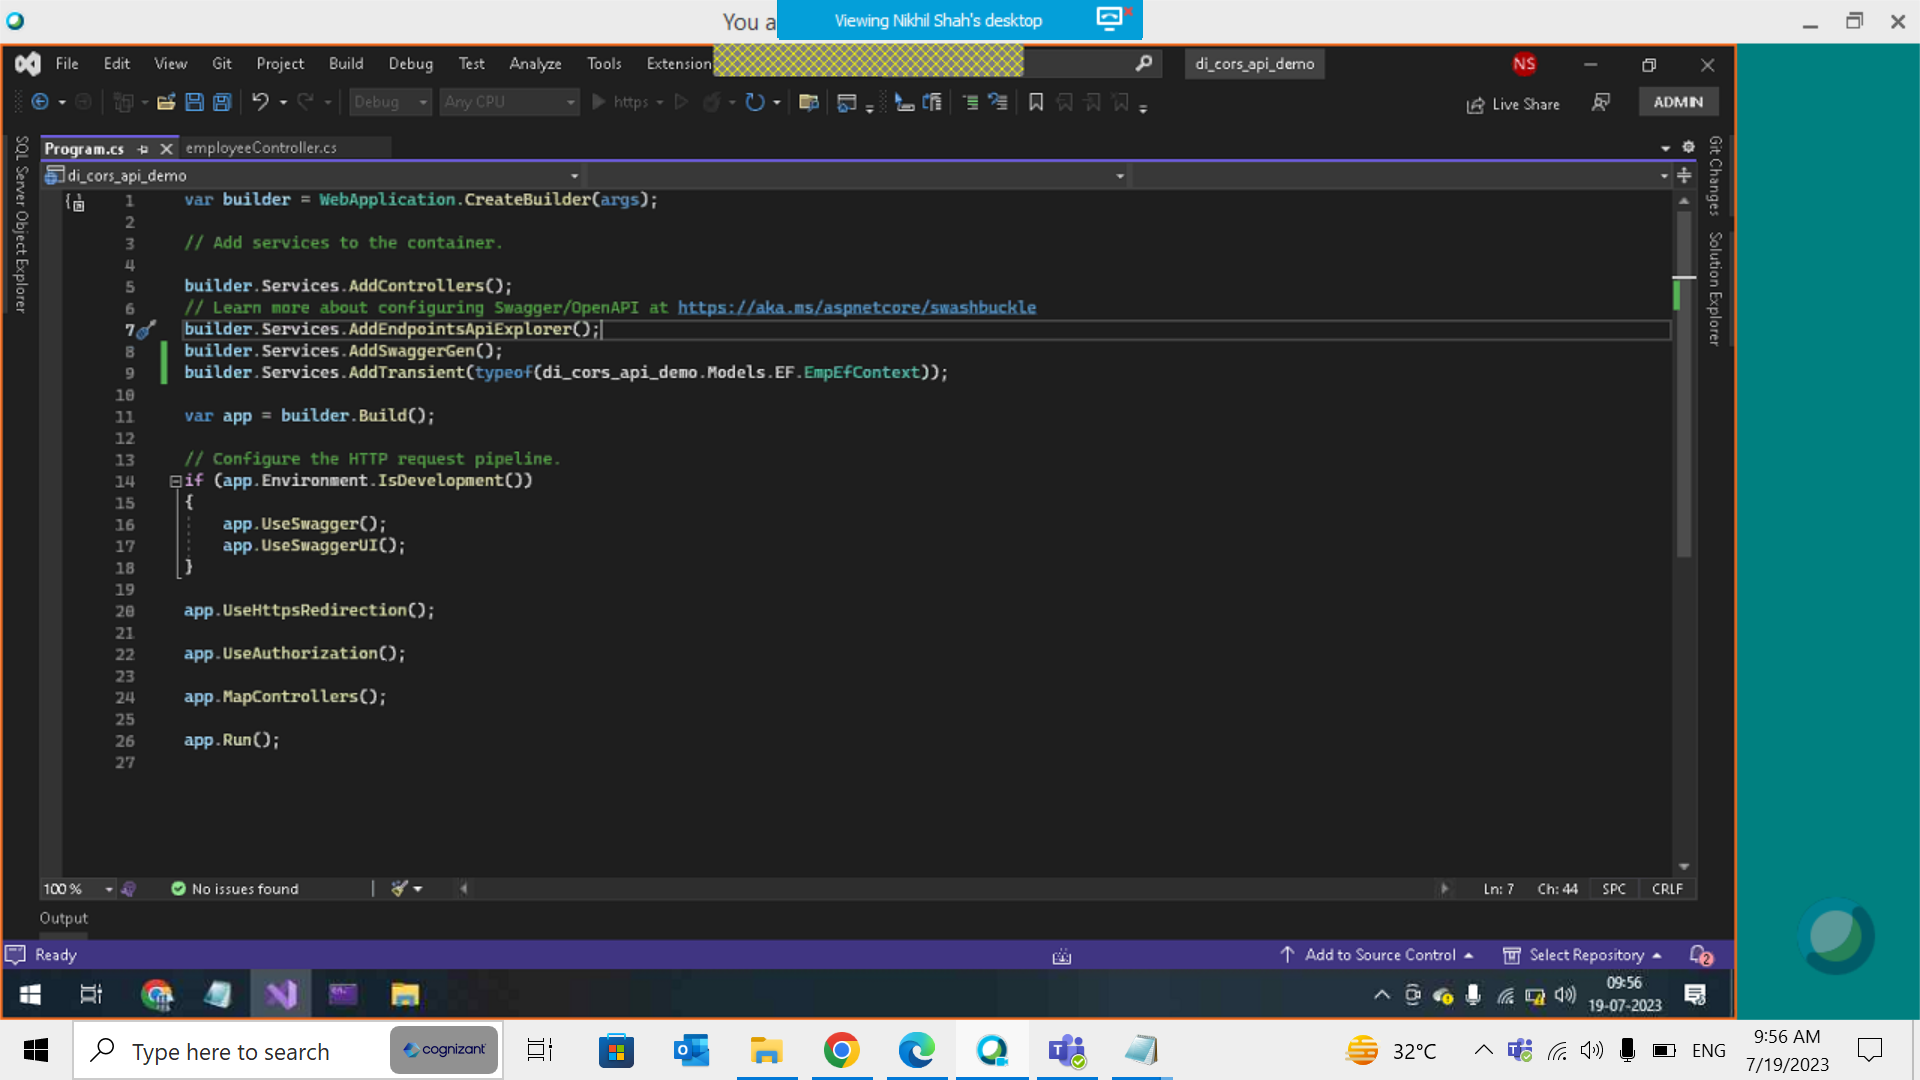 You a
Viewing Nikhil Shah's desktop
File Edit View Git Project Build Debug Test Analyze Tools Extension
di_cors_api_demo
NS
Debug
Any CPU
https
Live Share
ADMIN
SQL Server Object Explorer
Program.cs
employeeController.cs
Git Changes
Solution Explorer
di_cors_api_demo
1 var builder = WebApplication.CreateBuilder(args);
2
3 // Add services to the container.
4
5 builder.Services.AddControllers();
6 // Learn more about configuring Swagger/OpenAPI at https://aka.ms/aspnetcore/swashbuckle
7 builder.Services.AddEndpointsApiExplorer();
8 builder.Services.AddSwaggerGen();
9 builder.Services.AddTransient(typeof(di_cors_api_demo.Models.EF.EmpEfContext));
10
11 var app = builder.Build();
12
13 // Configure the HTTP request pipeline.
14 if (app.Environment.IsDevelopment())
15 {
16 app.UseSwagger();
17 app.UseSwaggerUI();
18 }
19
20 app.UseHttpsRedirection();
21
22 app.UseAuthorization();
23
24 app.MapControllers();
25
26 app.Run();
27
100 %
No issues found
Ln: 7 Ch: 44 SPC CRLF
Output
Ready
Add to Source Control
Select Repository
2
09:56
19-07-2023
Type here to search
cognizant
32°C
ENG
9:56 AM
7/19/2023